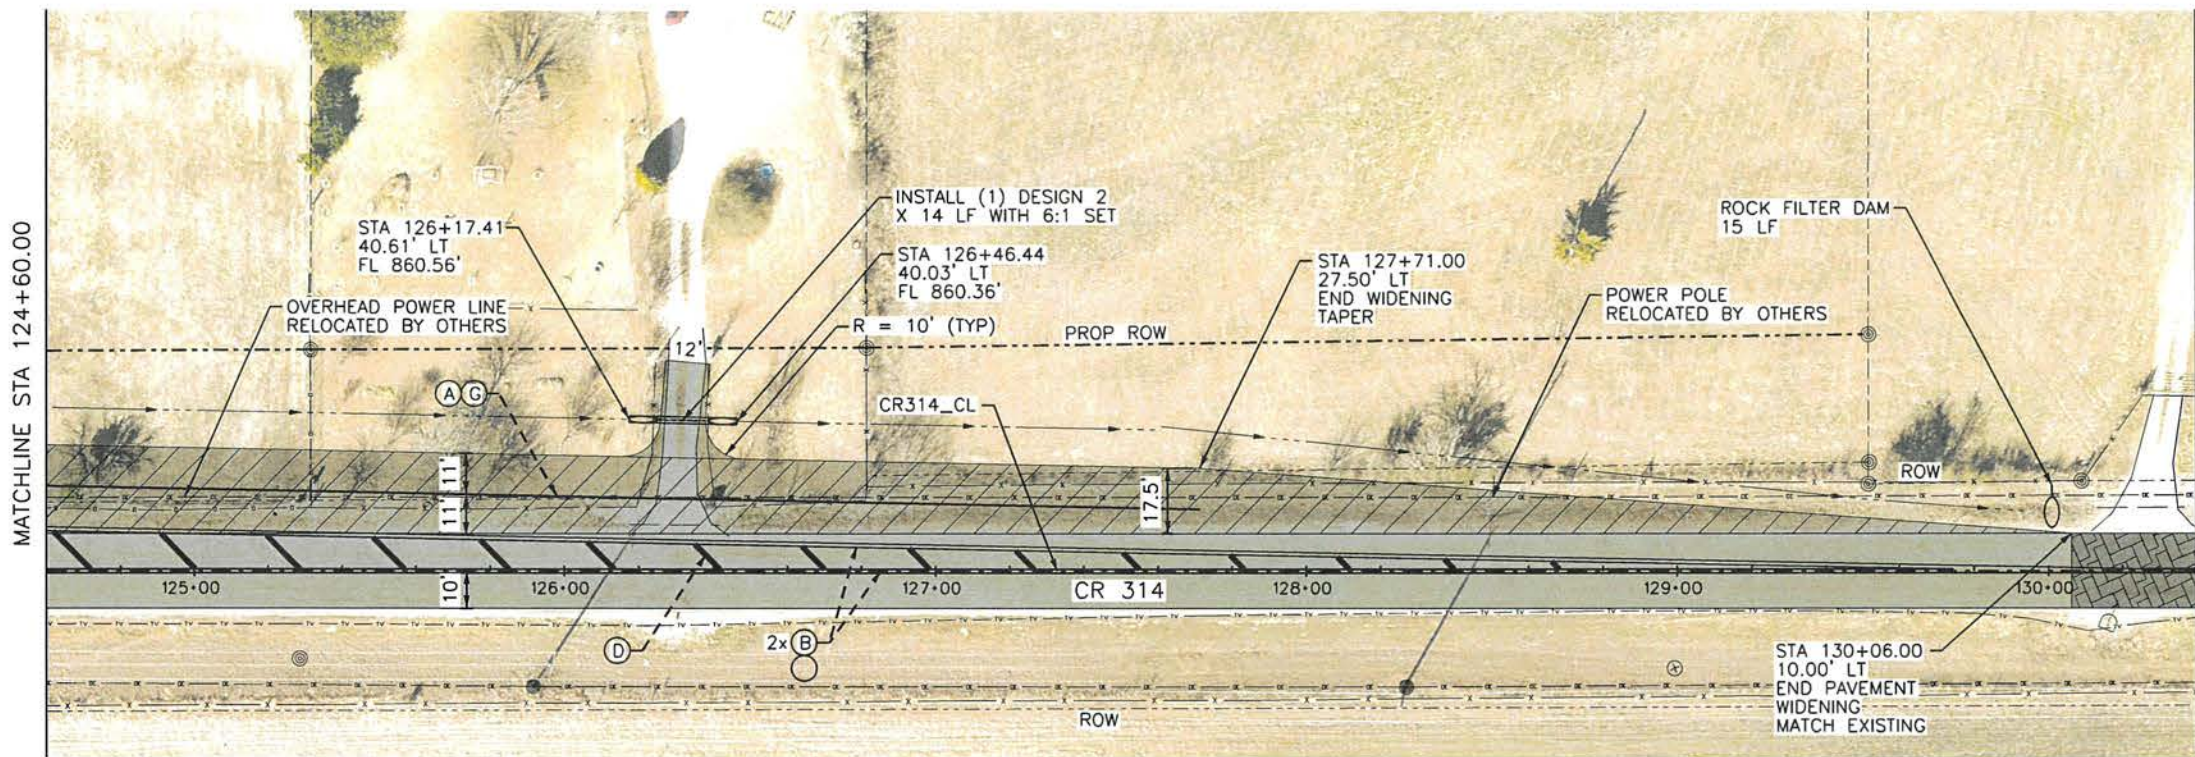 MATCHLINE STA 124+60.00
STA 126+17.41
40.61' LT
FL 860.56'
INSTALL (1) DESIGN 2
X 14 LF WITH 6:1 SET
STA 126+46.44
40.03' LT
FL 860.36'
R = 10' (TYP)
OVERHEAD POWER LINE
RELOCATED BY OTHERS
12'
PROP ROW
STA 127+71.00
27.50' LT
END WIDENING
TAPER
POWER POLE
RELOCATED BY OTHERS
ROCK FILTER DAM
15 LF
A G
CR314_CL
ROW
11'
11'
17.5'
10'
125+00
126+00
127+00
CR 314
128+00
129+00
130+00
D
2x B
ROW
STA 130+06.00
10.00' LT
END PAVEMENT
WIDENING
MATCH EXISTING